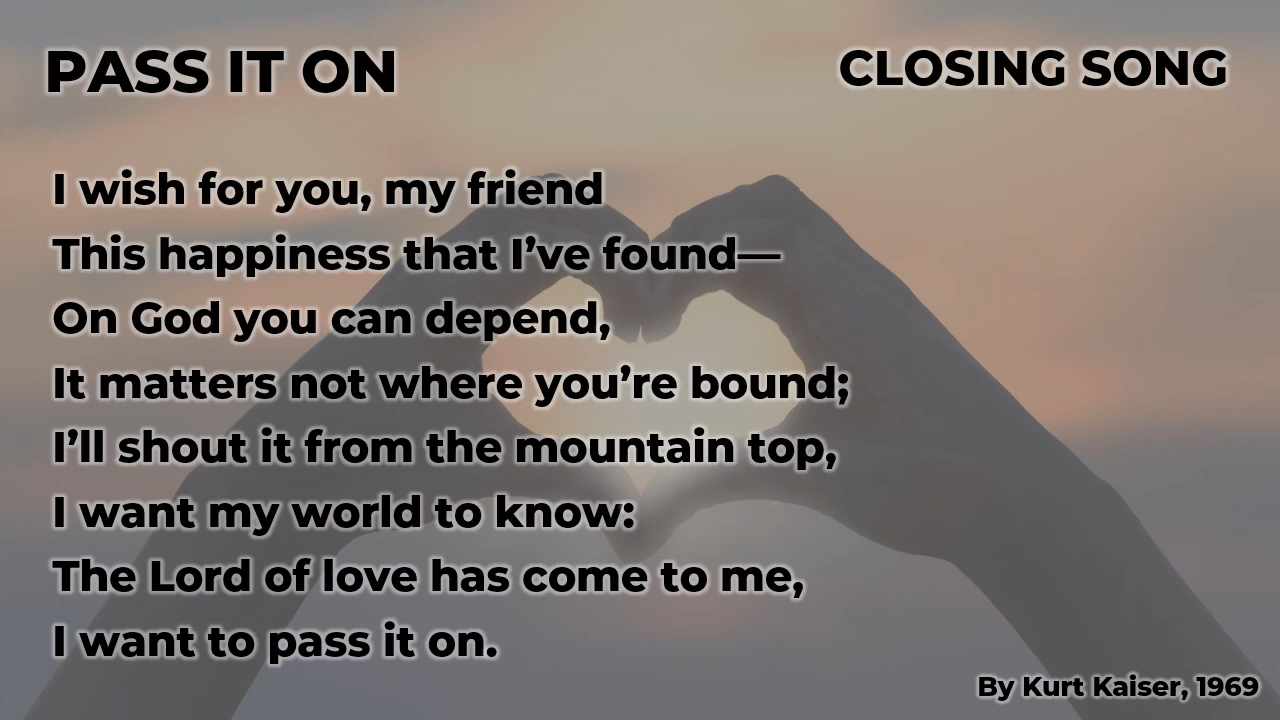 PASS IT ON
CLOSING SONG
I wish for you, my friend
This happiness that I’ve found—
On God you can depend,
It matters not where you’re bound;
I’ll shout it from the mountain top,
I want my world to know:
The Lord of love has come to me,
I want to pass it on.
By Kurt Kaiser, 1969